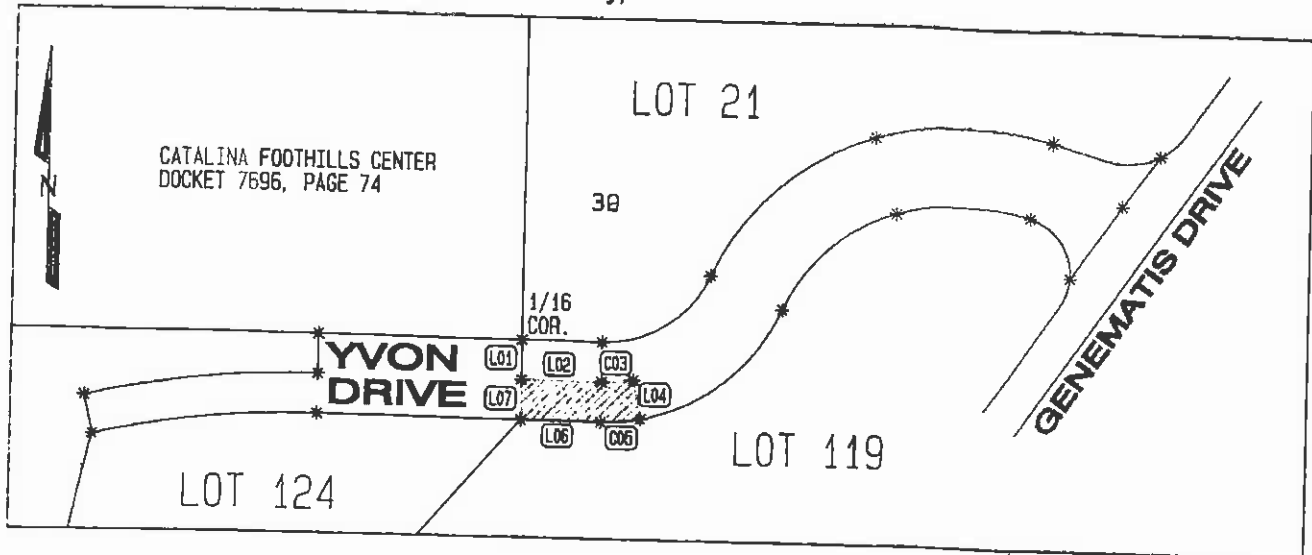 LOT 21
CATALINA FOOTHILLS CENTER
DOCKET 7696, PAGE 74
N
38
1/16
COR.
YVON
DRIVE
L01
L02
C03
L07
L04
L06
C05
GENEMATIS DRIVE
LOT 119
LOT 124